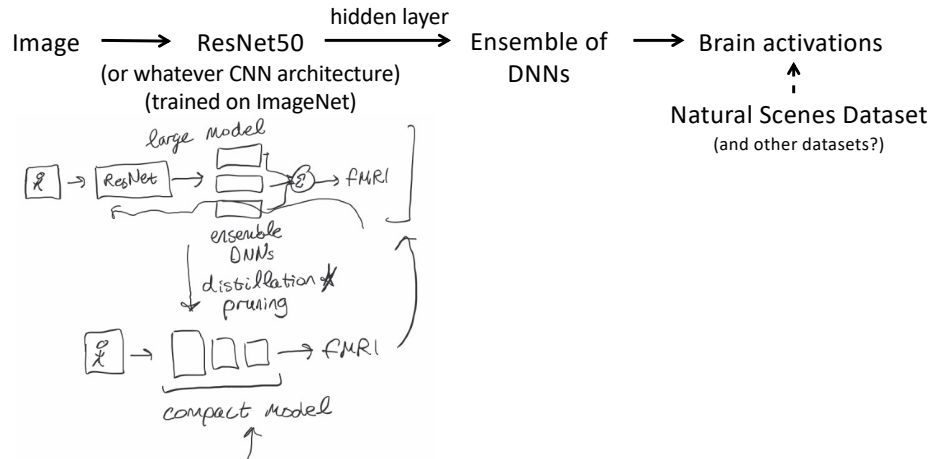 hidden layer
Image ResNet50 Ensemble of DNNs Brain activations
(or whatever CNN architecture)
(trained on ImageNet)
Natural Scenes Dataset
(and other datasets?)
large model
ResNet Σ fMRI
ensemble
DNNs
distillation
pruning
fMRI
compact model